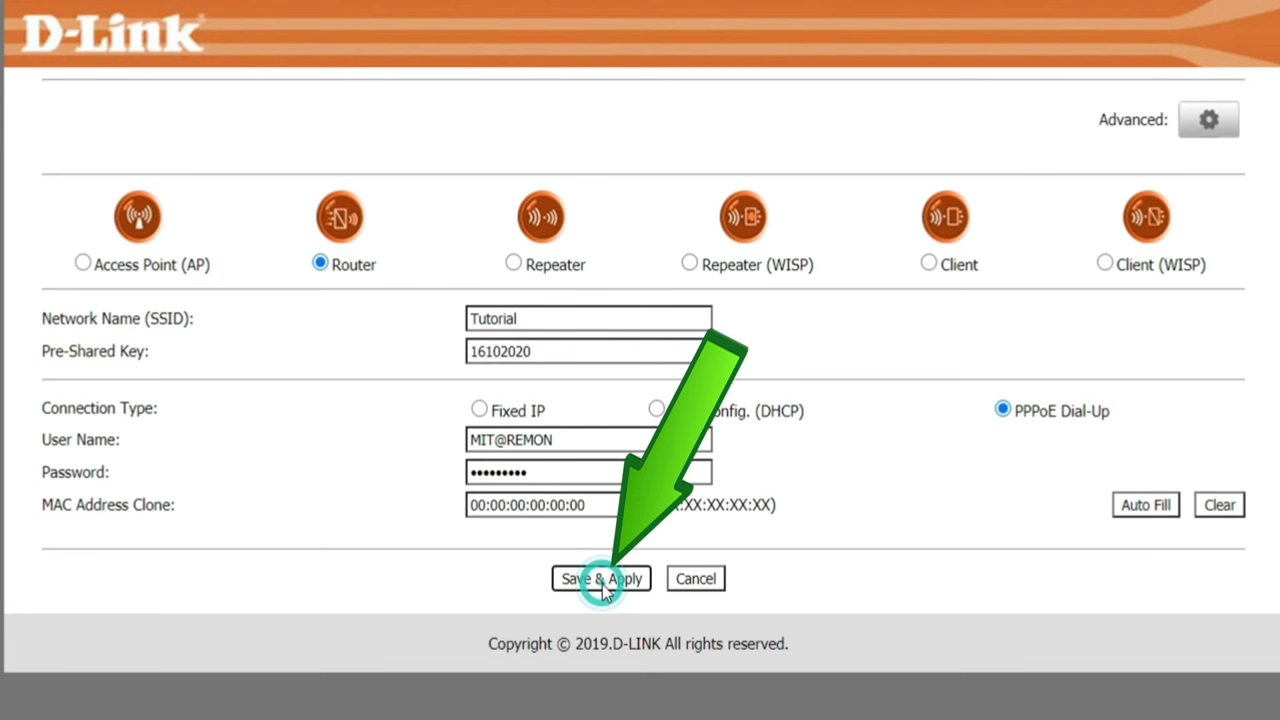 D-Link
Advanced:
Access Point (AP) Router Repeater Repeater (WISP) Client Client (WISP)
Network Name (SSID): Tutorial
Pre-Shared Key: 16102020
Connection Type: Fixed IP (DHCP) PPPoE Dial-Up
User Name: MIT@REMON
Password: •••••••••
MAC Address Clone: 00:00:00:00:00:00 :XX:XX:XX:XX) Auto Fill Clear
Save & Apply Cancel
Copyright © 2019.D-LINK All rights reserved.